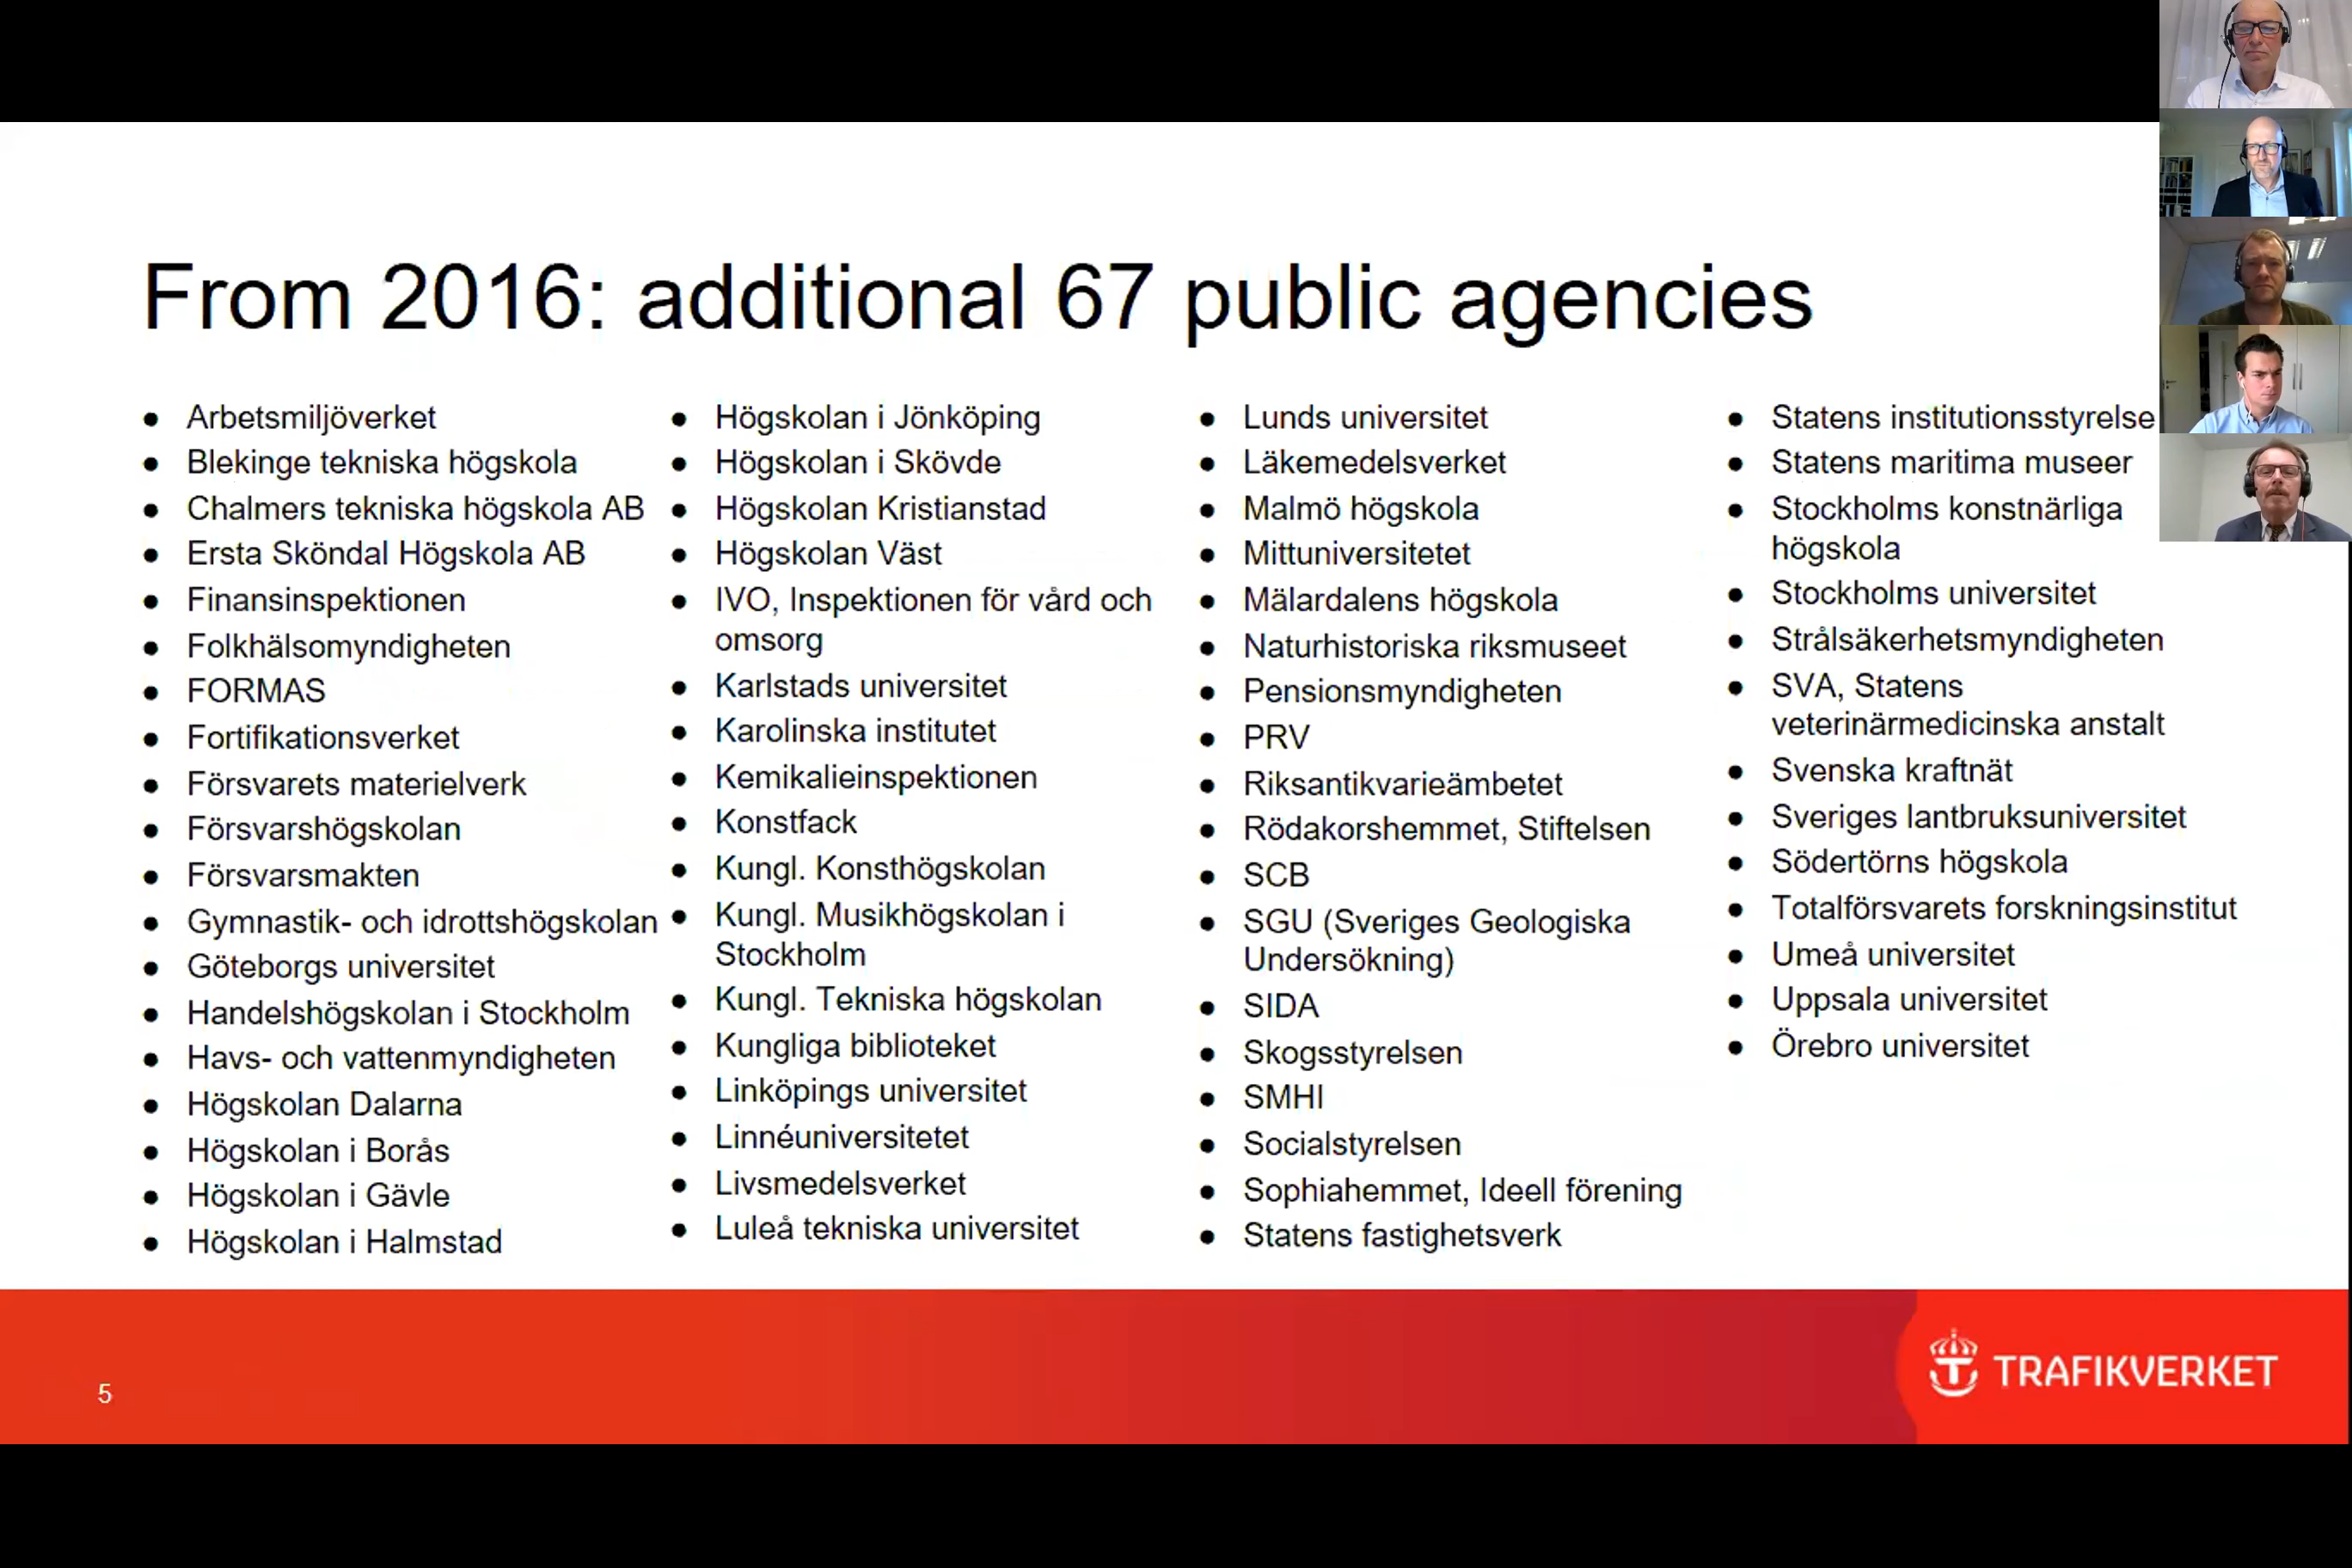 From 2016: additional 67 public agencies
Arbetsmiljöverket
Blekinge tekniska högskola
Chalmers tekniska högskola AB
Ersta Sköndal Högskola AB
Finansinspektionen
Folkhälsomyndigheten
FORMAS
Fortifikationsverket
Försvarets materielverk
Försvarshögskolan
Försvarsmakten
Gymnastik- och idrottshögskolan
Göteborgs universitet
Handelshögskolan i Stockholm
Havs- och vattenmyndigheten
Högskolan Dalarna
Högskolan i Borås
Högskolan i Gävle
Högskolan i Halmstad
Högskolan i Jönköping
Högskolan i Skövde
Högskolan Kristianstad
Högskolan Väst
IVO, Inspektionen för vård och
omsorg
Karlstads universitet
Karolinska institutet
Kemikalieinspektionen
Konstfack
Kungl. Konsthögskolan
Kungl. Musikhögskolan i
Stockholm
Kungl. Tekniska högskolan
Kungliga biblioteket
Linköpings universitet
Linnéuniversitetet
Livsmedelsverket
Luleå tekniska universitet
Lunds universitet
Läkemedelsverket
Malmö högskola
Mittuniversitetet
Mälardalens högskola
Naturhistoriska riksmuseet
Pensionsmyndigheten
PRV
Riksantikvarieämbetet
Rödakorshemmet, Stiftelsen
SCB
SGU (Sveriges Geologiska
Undersökning)
SIDA
Skogsstyrelsen
SMHI
Socialstyrelsen
Sophiahemmet, Ideell förening
Statens fastighetsverk
Statens institutionsstyrelse
Statens maritima museer
Stockholms konstnärliga
högskola
Stockholms universitet
Strålsäkerhetsmyndigheten
SVA, Statens
veterinärmedicinska anstalt
Svenska kraftnät
Sveriges lantbruksuniversitet
Södertörns högskola
Totalförsvarets forskningsinstitut
Umeå universitet
Uppsala universitet
Örebro universitet
5
TRAFIKVERKET